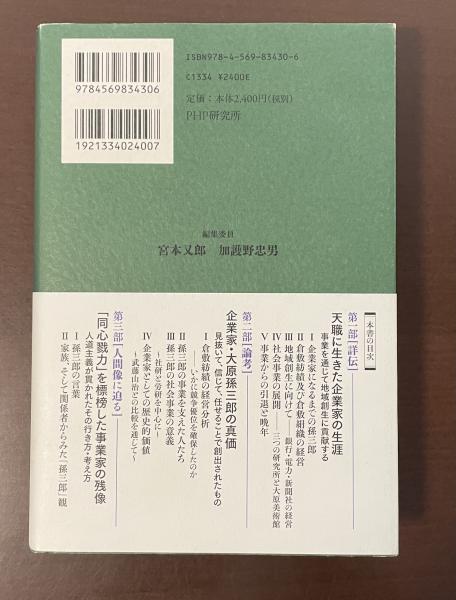 ISBN978-4-569-83430-6
C1334 ¥2400E
定価：本体2,400円(税別)
PHP研究所
9784569834306
1921334024007
編集委員
宮本又郎 加護野忠男
本書の目次
第一部［詳伝］
天職に生きた企業家の生涯
事業を通じて地域創生に貢献する
Ⅰ 企業家になるまでの孫三郎
Ⅱ 倉敷紡績及び倉敷組織の経営
Ⅲ 地域創生に向けて――銀行・電力・新聞社の経営
Ⅳ 社会事業の展開――三つの研究所と大原美術館
Ⅴ 事業からの引退と晩年
第二部［論考］
企業家・大原孫三郎の真価
見抜いて、信じて、任せることで創出されたもの
Ⅰ 倉敷紡績の経営分析
～いかに競争優位を確保したのか
Ⅱ 孫三郎の事業を支えた人たち
Ⅲ 孫三郎の社会事業の意義
～社研と労研を中心に～
Ⅳ 企業家としての歴史的価値
～武藤山治との比較を通して～
第三部［人間像に迫る］
「同心戮力」を標榜した事業家の残像
人道主義が貫かれたその行き方・考え方
Ⅰ 孫三郎の言葉
Ⅱ 家族、そして関係者からみた「孫三郎」観